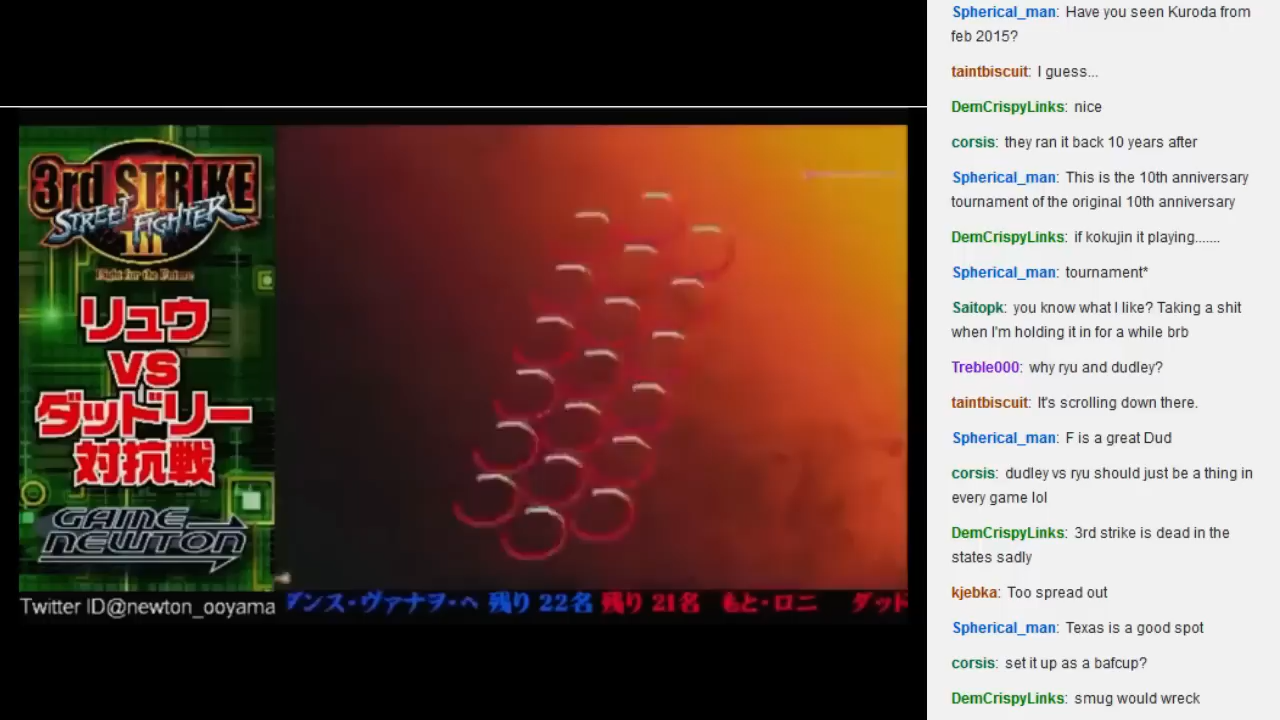 3rd STRIKE
STREET FIGHTER
III
Fight for the Future
リュウ
VS
ダッドリー
対抗戦
GAME
NEWTON
Twitter ID@newton_ooyama
ダンス・ヴァナヲ・ヘ 残り 22名 残り 21名 もと・ロニ ダッド
Spherical_man: Have you seen Kuroda from
feb 2015?
taintbiscuit: I guess...
DemCrispyLinks: nice
corsis: they ran it back 10 years after
Spherical_man: This is the 10th anniversary
tournament of the original 10th anniversary
DemCrispyLinks: if kokujin it playing.......
Spherical_man: tournament*
Saitopk: you know what I like? Taking a shit
when I'm holding it in for a while brb
Treble000: why ryu and dudley?
taintbiscuit: It's scrolling down there.
Spherical_man: F is a great Dud
corsis: dudley vs ryu should just be a thing in
every game lol
DemCrispyLinks: 3rd strike is dead in the
states sadly
kjebka: Too spread out
Spherical_man: Texas is a good spot
corsis: set it up as a bafcup?
DemCrispyLinks: smug would wreck